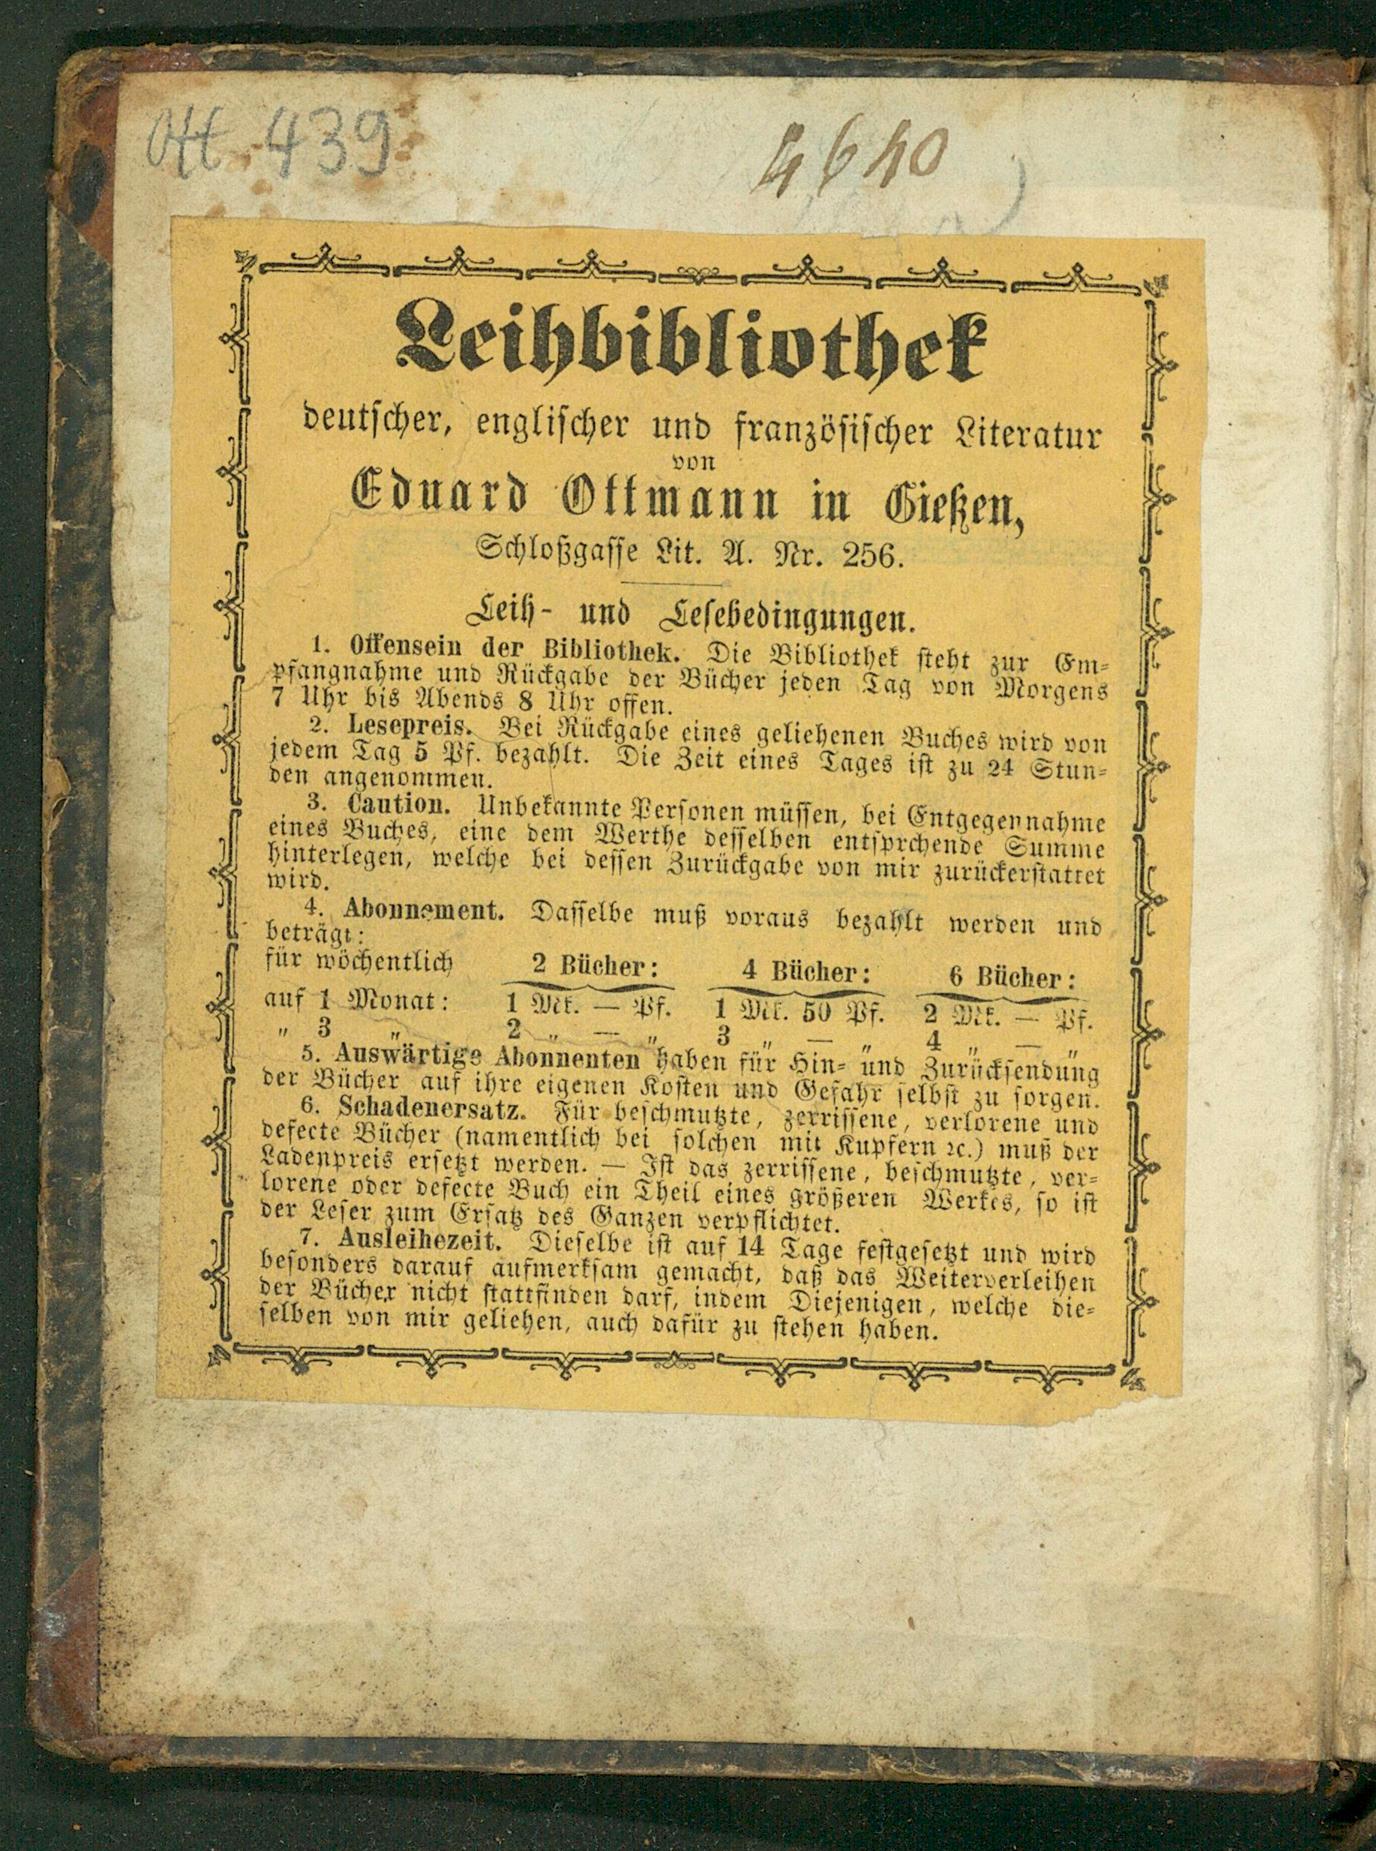 Ott 439
4640
Leihbibliothek
deutscher, englischer und französischer Literatur
von
Eduard Ottmann in Gießen,
Schloßgasse Lit. A. Nr. 256.
Leih- und Lesebedingungen.
1. Offensein der Bibliothek. Die Bibliothek steht zur Em-
pfangnahme und Rückgabe der Bücher jeden Tag von Morgens
7 Uhr bis Abends 8 Uhr offen.
2. Lesepreis. Bei Rückgabe eines geliehenen Buches wird von
jedem Tag 5 Pf. bezahlt. Die Zeit eines Tages ist zu 24 Stun-
den angenommen.
3. Caution. Unbekannte Personen müssen, bei Entgegennahme
eines Buches, eine dem Werthe desselben entsprchende Summe
hinterlegen, welche bei dessen Zurückgabe von mir zurückerstattet
wird.
4. Abonnement. Dasselbe muß voraus bezahlt werden und
beträgt:
für wöchentlich 2 Bücher: 4 Bücher: 6 Bücher:
auf 1 Monat: 1 Mk. — Pf. 1 Mk. 50 Pf. 2 Mk. — Pf.
„ 3 „ 2 „ — „ 3 „ — „ 4 „ — „
5. Auswärtige Abonnenten haben für Hin- und Zurücksendung
der Bücher auf ihre eigenen Kosten und Gefahr selbst zu sorgen.
6. Schadenersatz. Für beschmutzte, zerrissene, verlorene und
defecte Bücher (namentlich bei solchen mit Kupfern ꝛc.) muß der
Ladenpreis ersetzt werden. — Ist das zerrissene, beschmutzte, ver-
lorene oder defecte Buch ein Theil eines größeren Werkes, so ist
der Leser zum Ersatz des Ganzen verpflichtet.
7. Ausleihezeit. Dieselbe ist auf 14 Tage festgesetzt und wird
besonders darauf aufmerksam gemacht, daß das Weiterverleihen
der Bücher nicht stattfinden darf, indem Diejenigen, welche die-
selben von mir geliehen, auch dafür zu stehen haben.